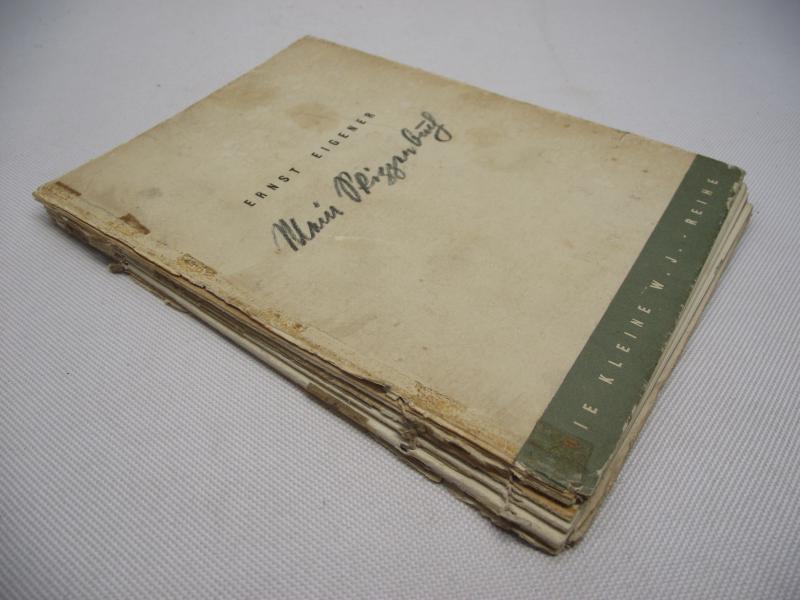 ERNST EIGENER
Mein Skizzenbuch
IE KLEINE W.J.-REIHE